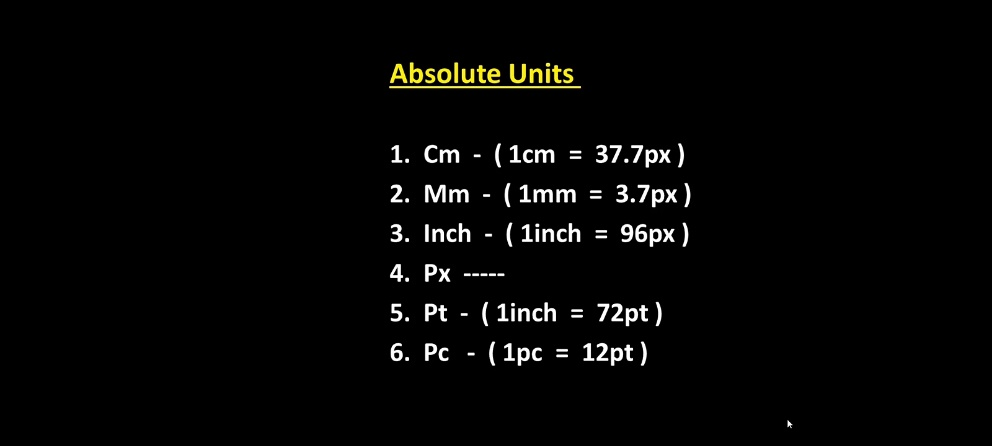 Absolute Units
1. Cm - ( 1cm = 37.7px )
2. Mm - ( 1mm = 3.7px )
3. Inch - ( 1inch = 96px )
4. Px -----
5. Pt - ( 1inch = 72pt )
6. Pc - ( 1pc = 12pt )